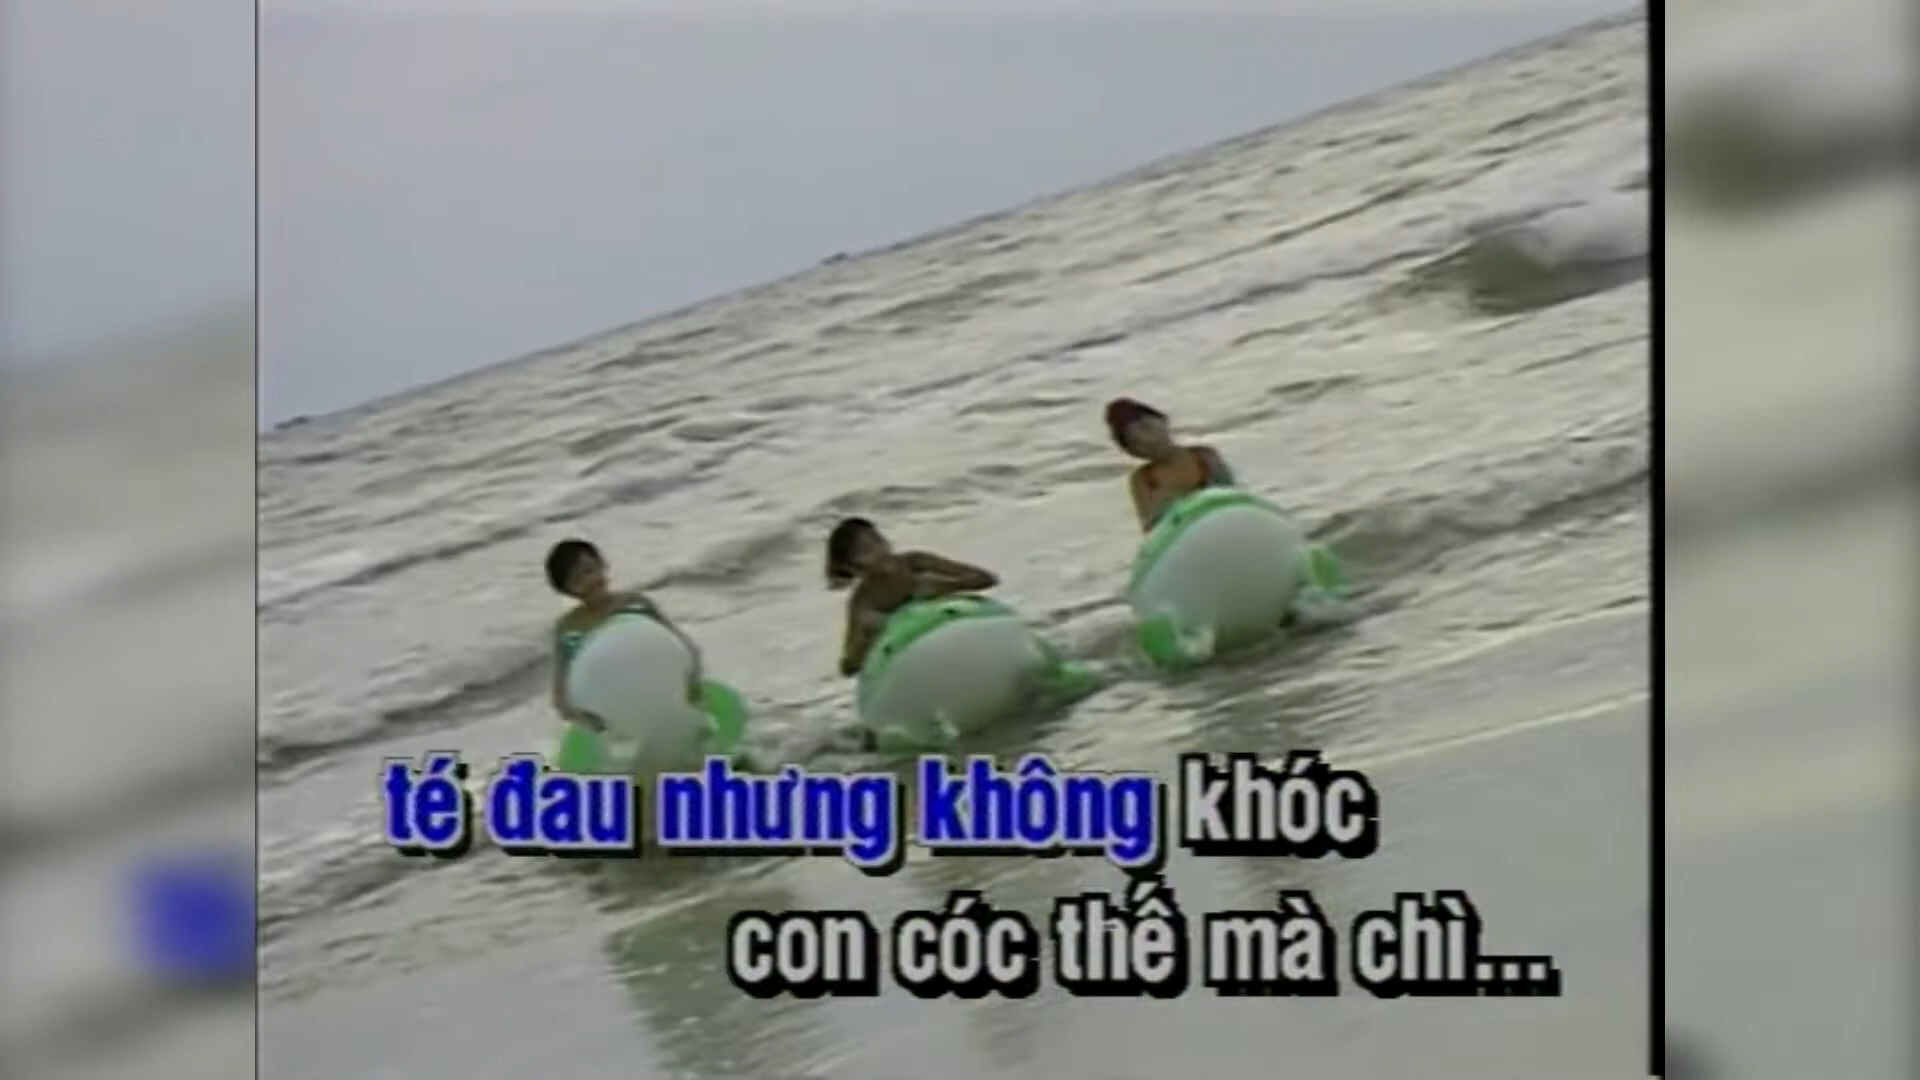 té đau nhưng không khóc
con cóc thế mà chì...